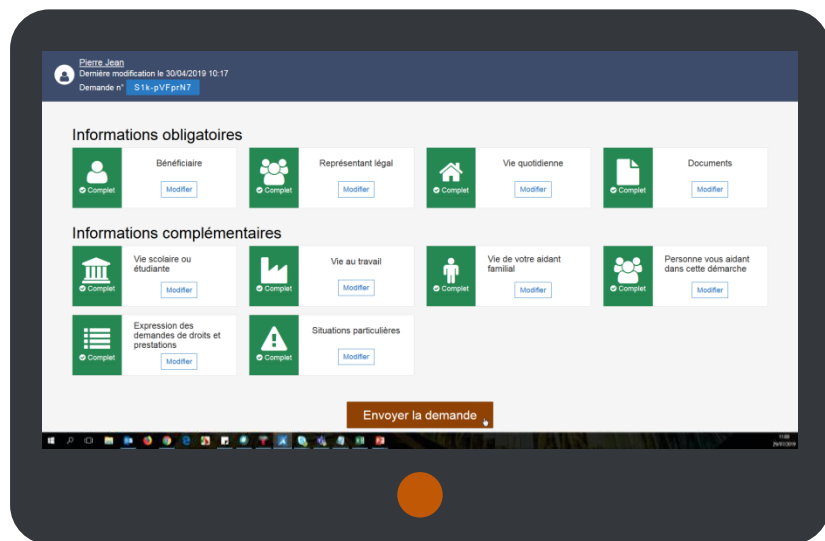 Pierre Jean
Dernière modification le 30/04/2019 10:17
Demande n° S1k-pVFprN7
Informations obligatoires
Bénéficiaire
Complet
Modifier
Représentant légal
Complet
Modifier
Vie quotidienne
Complet
Modifier
Documents
Complet
Modifier
Informations complémentaires
Vie scolaire ou
étudiante
Complet
Modifier
Vie au travail
Complet
Modifier
Vie de votre aidant
familial
Complet
Modifier
Personne vous aidant
dans cette démarche
Complet
Modifier
Expression des
demandes de droits et
prestations
Complet
Modifier
Situations particulières
Complet
Modifier
Envoyer la demande